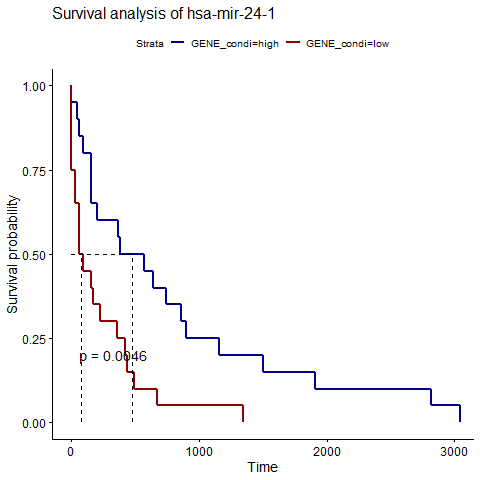 Survival analysis of hsa-mir-24-1
Strata GENE_condi=high GENE_condi=low
1.00
0.75
0.50
0.25
0.00
Survival probability
p = 0.0046
0 1000 2000 3000
Time